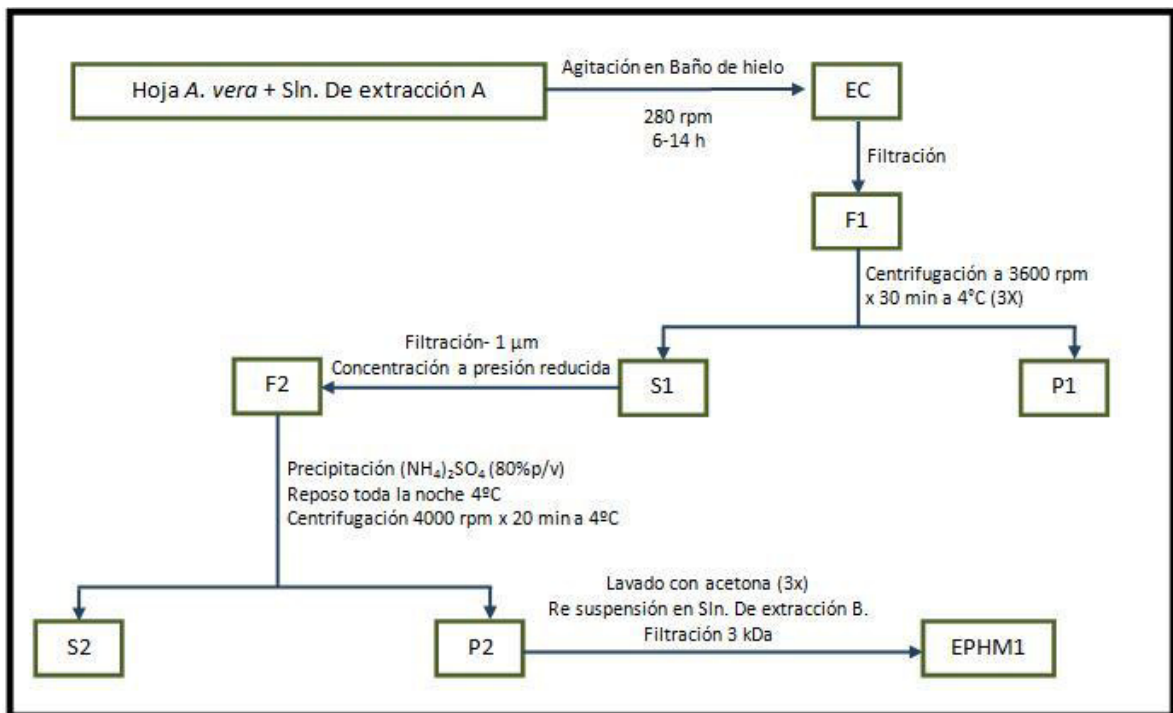 Hoja A. vera + Sln. De extracción A
Agitación en Baño de hielo
280 rpm
6-14 h
EC
Filtración
F1
Centrifugación a 3600 rpm
x 30 min a 4°C (3X)
Filtración- 1 µm
Concentración a presión reducida
F2
S1
P1
Precipitación (NH₄)₂SO₄ (80%p/v)
Reposo toda la noche 4ºC
Centrifugación 4000 rpm x 20 min a 4ºC
Lavado con acetona (3x)
Re suspensión en Sln. De extracción B.
Filtración 3 kDa
S2
P2
EPHM1